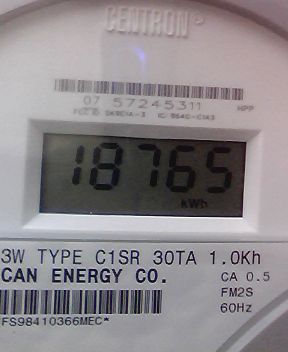 CENTRON®
07 57245311 HPP
18765
kWh
3W TYPE C1SR 30TA 1.0Kh
CAN ENERGY CO. CA 0.5
FM2S
60Hz
FS98410366MEC*